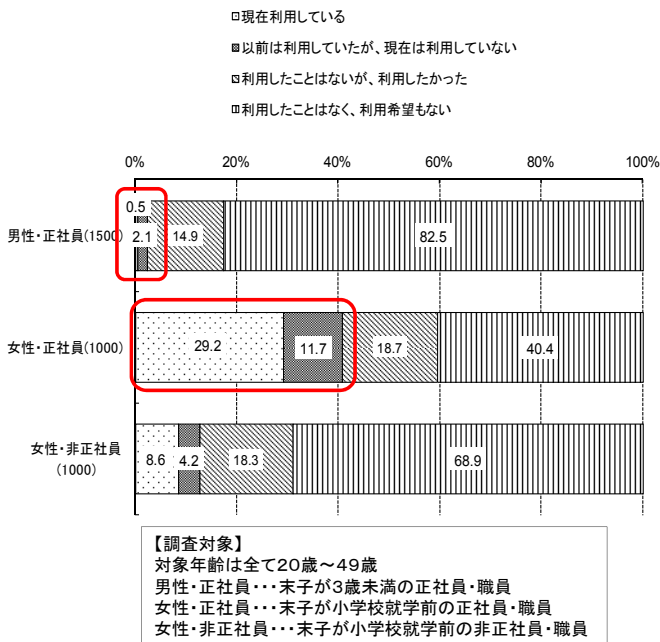 現在利用している
以前は利用していたが、現在は利用していない
利用したことはないが、利用したかった
利用したことはなく、利用希望もない
0% 20% 40% 60% 80% 100%
0.5
男性・正社員(1500) 2.1 14.9 82.5
女性・正社員(1000) 29.2 11.7 18.7 40.4
女性・非正社員
(1000)
8.6 4.2 18.3 68.9
【調査対象】
対象年齢は全て20歳～49歳
男性・正社員・・・末子が3歳未満の正社員・職員
女性・正社員・・・末子が小学校就学前の正社員・職員
女性・非正社員・・・末子が小学校就学前の非正社員・職員